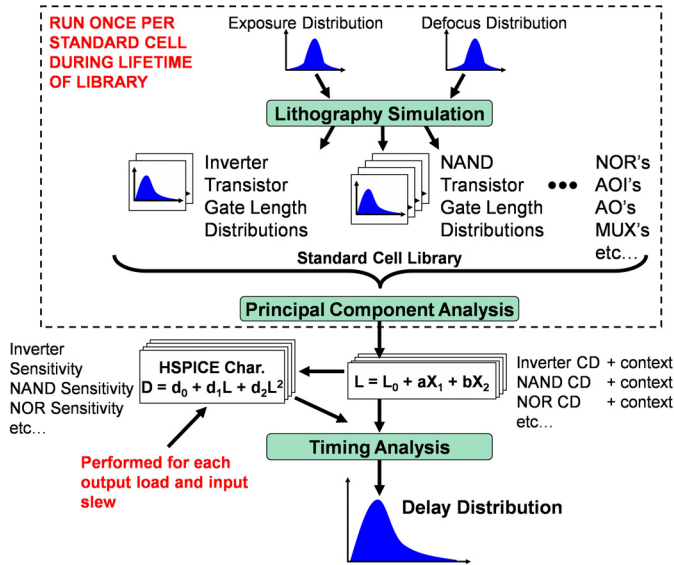 RUN ONCE PER
STANDARD CELL
DURING LIFETIME
OF LIBRARY
Exposure Distribution
Defocus Distribution
Lithography Simulation
Inverter
Transistor
Gate Length
Distributions
NAND
Transistor
Gate Length
Distributions
•••
NOR's
AOI's
AO's
MUX's
etc...
Standard Cell Library
Principal Component Analysis
Inverter
Sensitivity
NAND Sensitivity
NOR Sensitivity
etc...
HSPICE Char.
D = d₀ + d₁L + d₂L²
L = L₀ + aX₁ + bX₂
Inverter CD + context
NAND CD + context
NOR CD + context
etc...
Timing Analysis
Performed for each
output load and input
slew
Delay Distribution